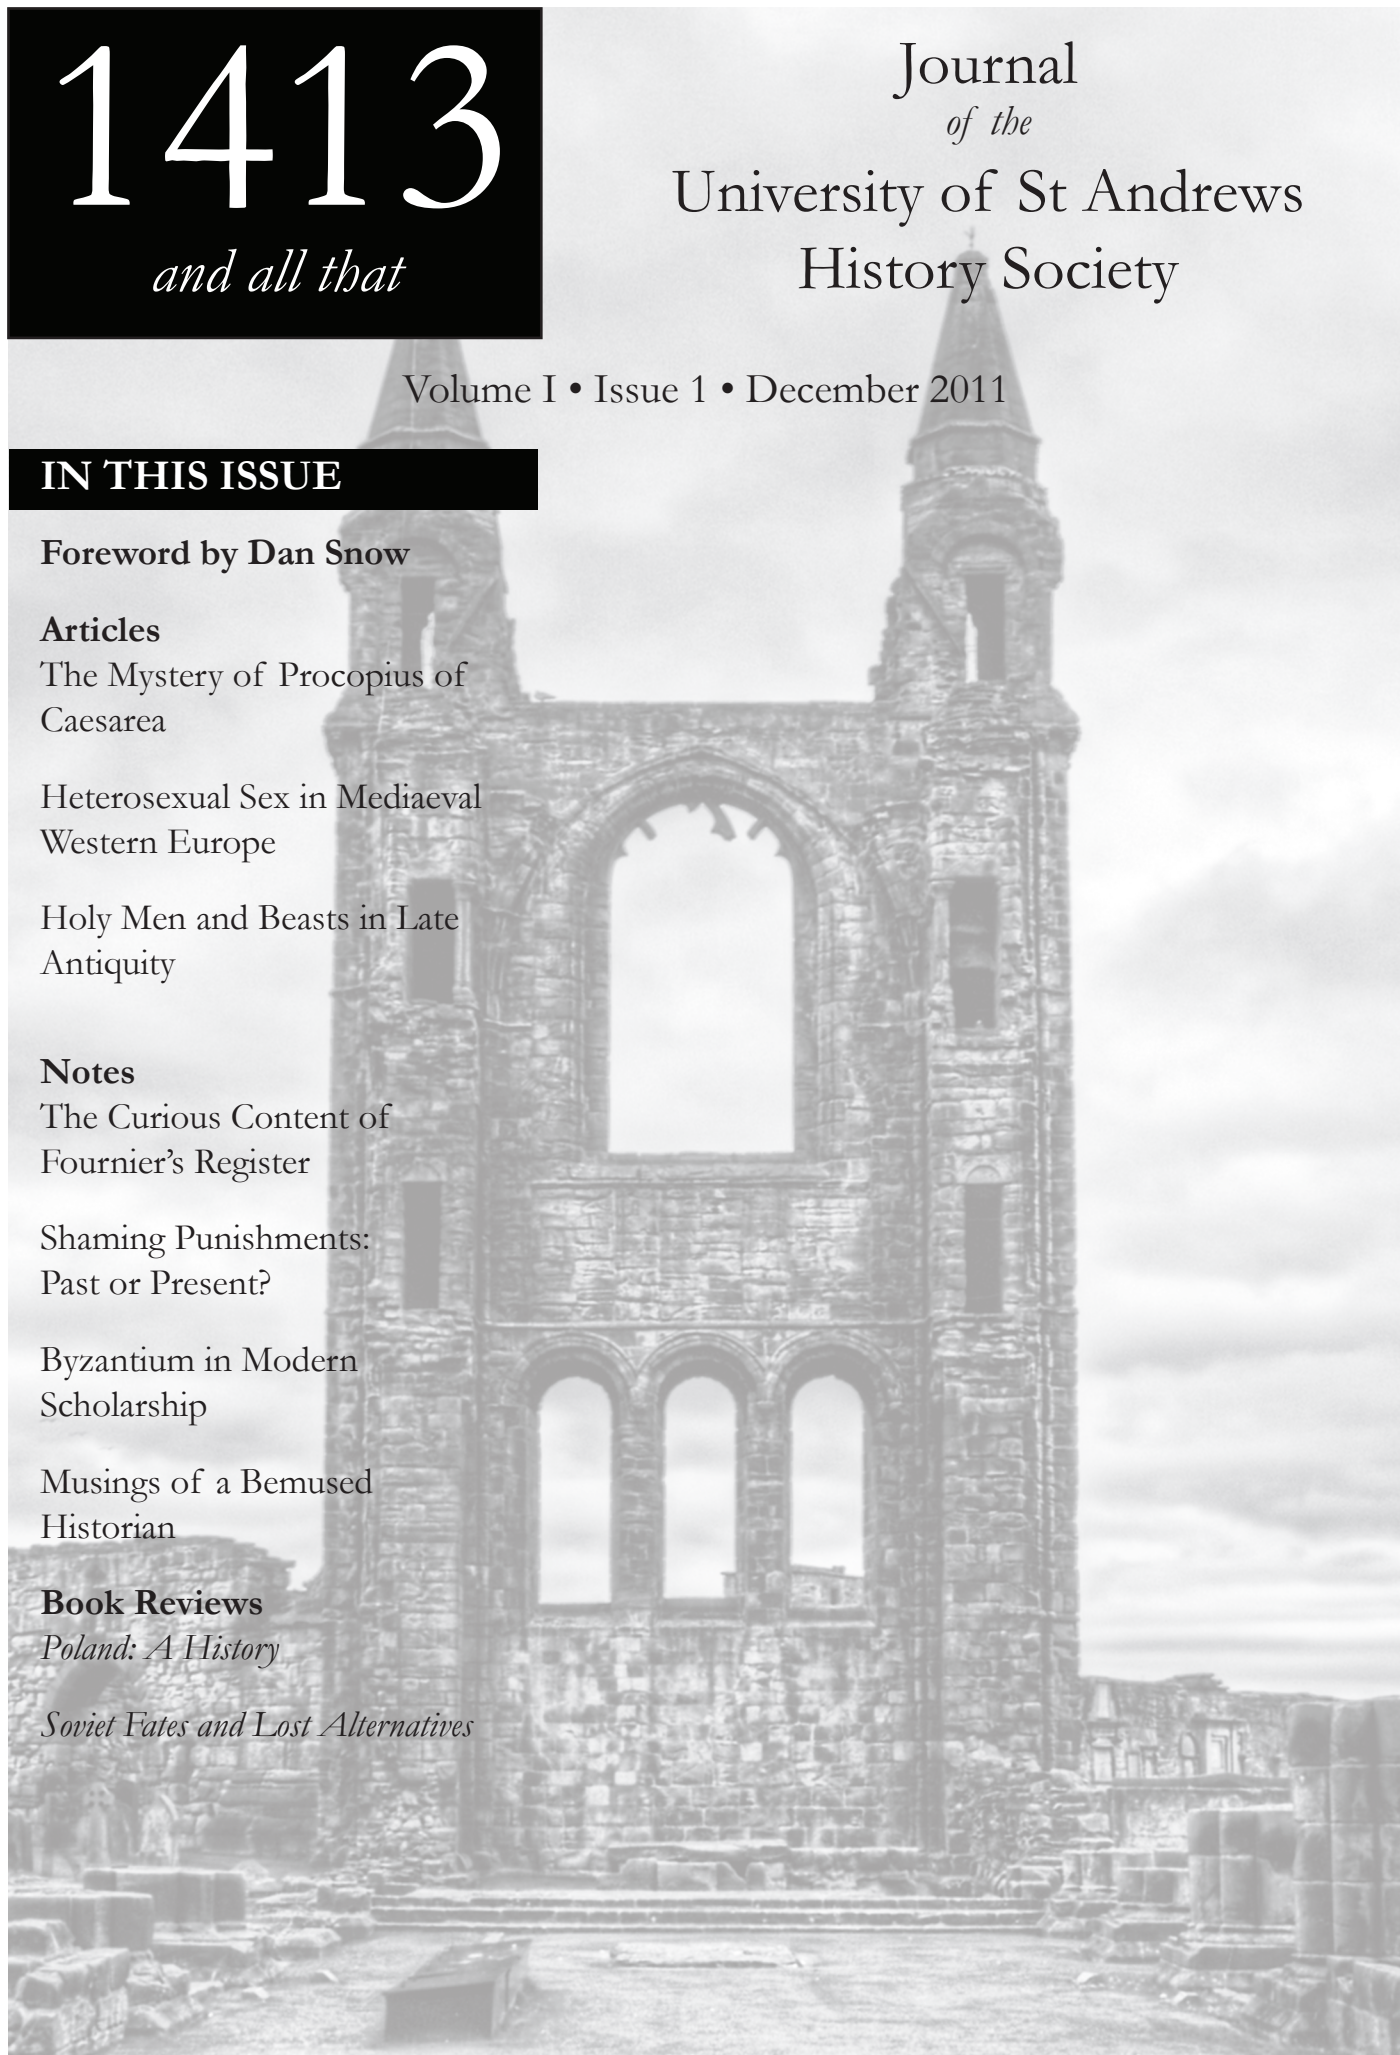 1413
and all that
Journal
of the
University of St Andrews
History Society
Volume I • Issue 1 • December 2011
IN THIS ISSUE
Foreword by Dan Snow
Articles
The Mystery of Procopius of
Caesarea
Heterosexual Sex in Mediaeval
Western Europe
Holy Men and Beasts in Late
Antiquity
Notes
The Curious Content of
Fournier’s Register
Shaming Punishments:
Past or Present?
Byzantium in Modern
Scholarship
Musings of a Bemused
Historian
Book Reviews
Poland: A History
Soviet Fates and Lost Alternatives